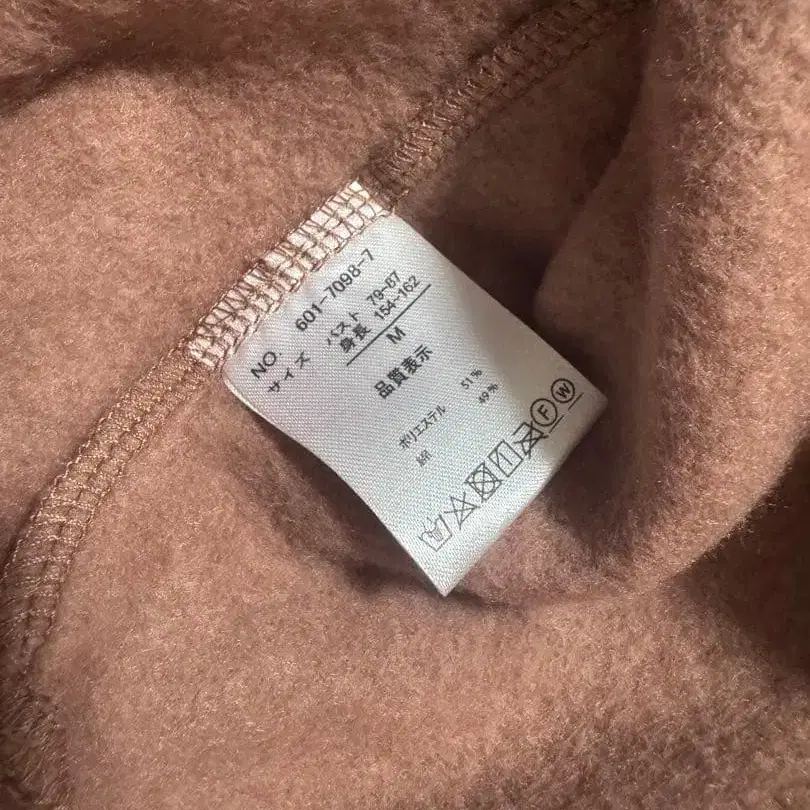 NO. 601-7098-7
サイズ バスト 79-87
身長 154-162
M
品質表示
ポリエステル 51%
綿 49%
F W